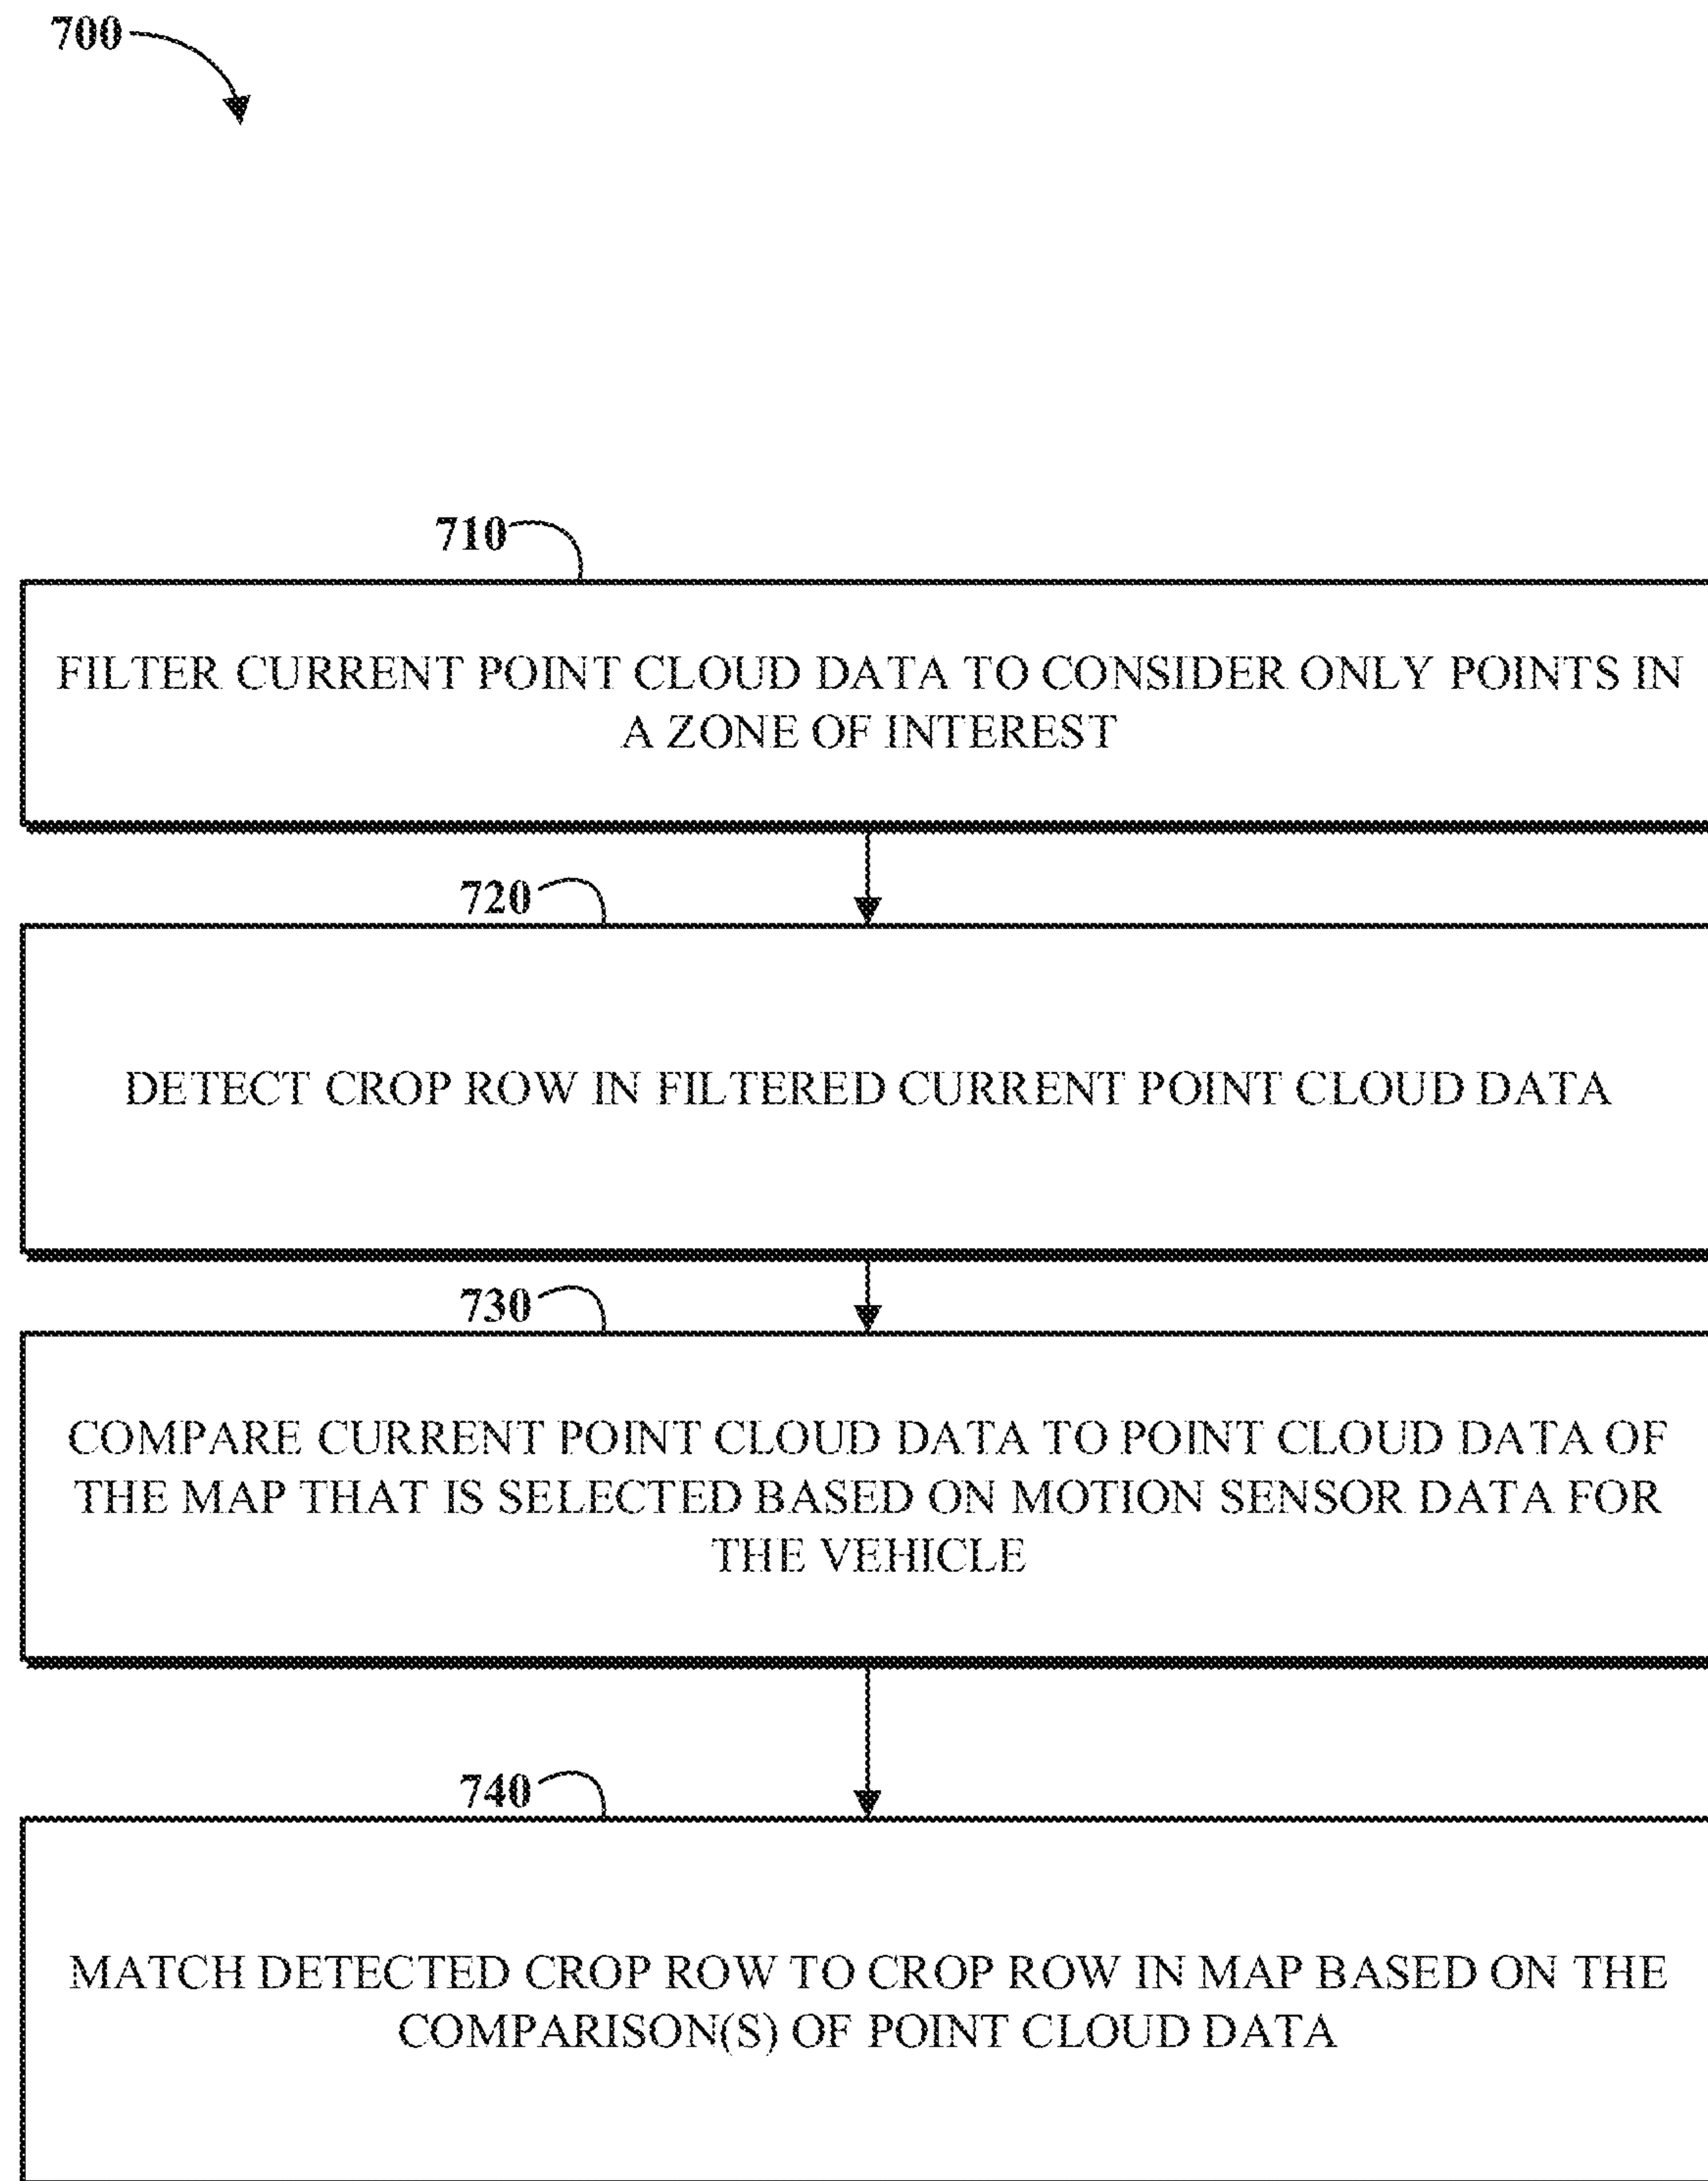 700
710
FILTER CURRENT POINT CLOUD DATA TO CONSIDER ONLY POINTS IN
A ZONE OF INTEREST
720
DETECT CROP ROW IN FILTERED CURRENT POINT CLOUD DATA
730
COMPARE CURRENT POINT CLOUD DATA TO POINT CLOUD DATA OF
THE MAP THAT IS SELECTED BASED ON MOTION SENSOR DATA FOR
THE VEHICLE
740
MATCH DETECTED CROP ROW TO CROP ROW IN MAP BASED ON THE
COMPARISON(S) OF POINT CLOUD DATA